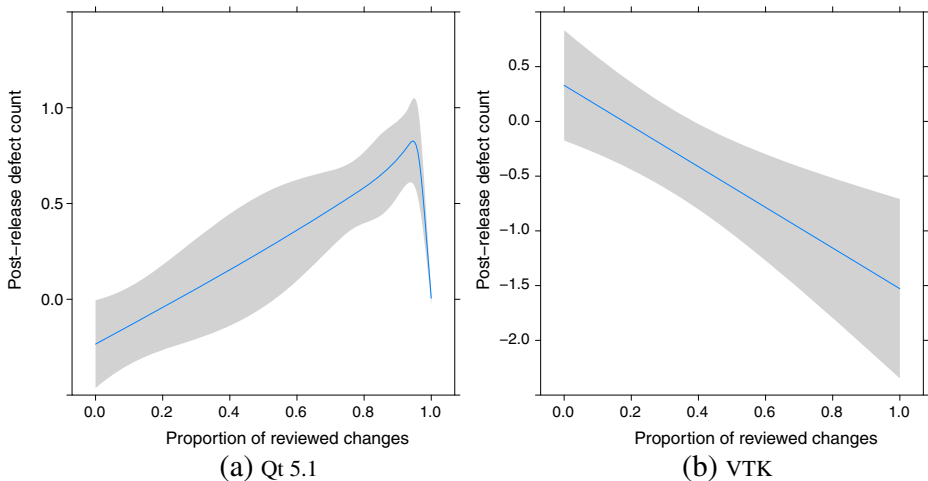 Post−release defect count
1.0
0.5
0.0
0.0 0.2 0.4 0.6 0.8 1.0
Proportion of reviewed changes
(a) Qt 5.1
Post−release defect count
0.5
0.0
−0.5
−1.0
−1.5
−2.0
0.0 0.2 0.4 0.6 0.8 1.0
Proportion of reviewed changes
(b) VTK